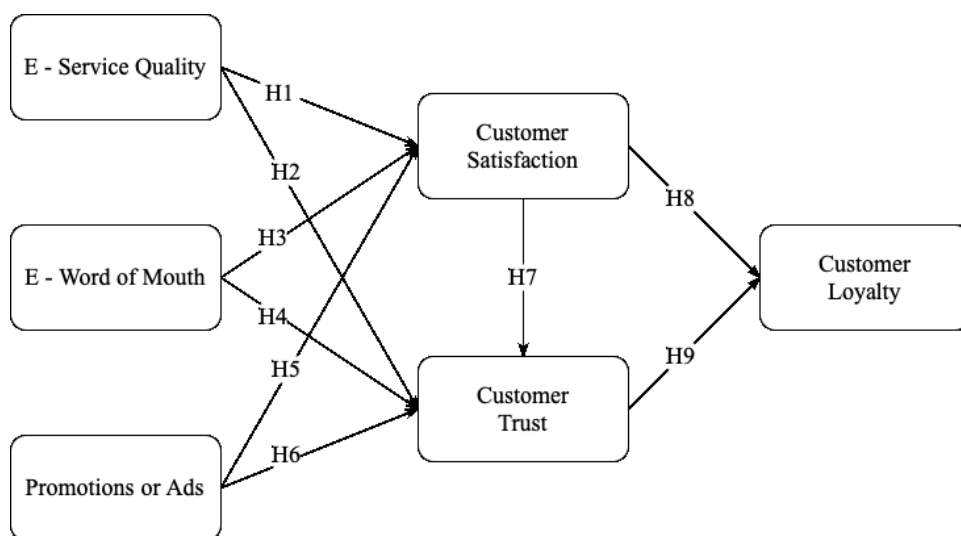 E - Service Quality
H1
Customer
Satisfaction
H2
H8
H3
E - Word of Mouth
H7
Customer
Loyalty
H4
H9
H5
Customer
Trust
H6
Promotions or Ads